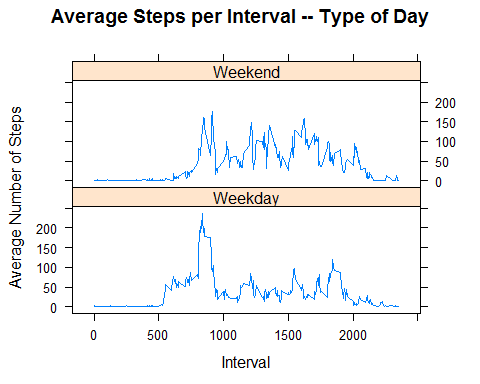 Average Steps per Interval -- Type of Day
Weekend
200
150
100
50
0
Weekday
200
150
100
50
0
Average Number of Steps
0 500 1000 1500 2000
Interval